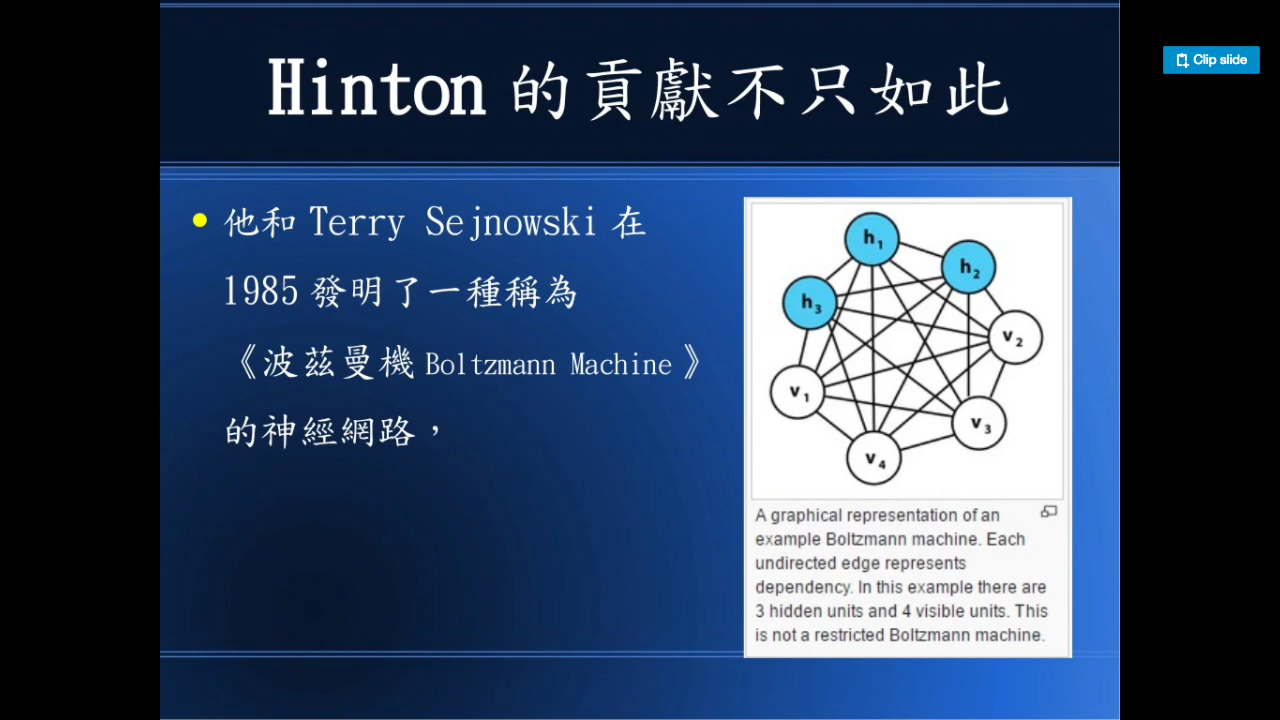 Hinton 的貢獻不只如此
Clip slide
他和 Terry Sejnowski 在
1985 發明了一種稱為
《波茲曼機 Boltzmann Machine 》
的神經網路，
h1
h2
h3
v2
v1
v3
v4
A graphical representation of an
example Boltzmann machine. Each
undirected edge represents
dependency. In this example there are
3 hidden units and 4 visible units. This
is not a restricted Boltzmann machine.